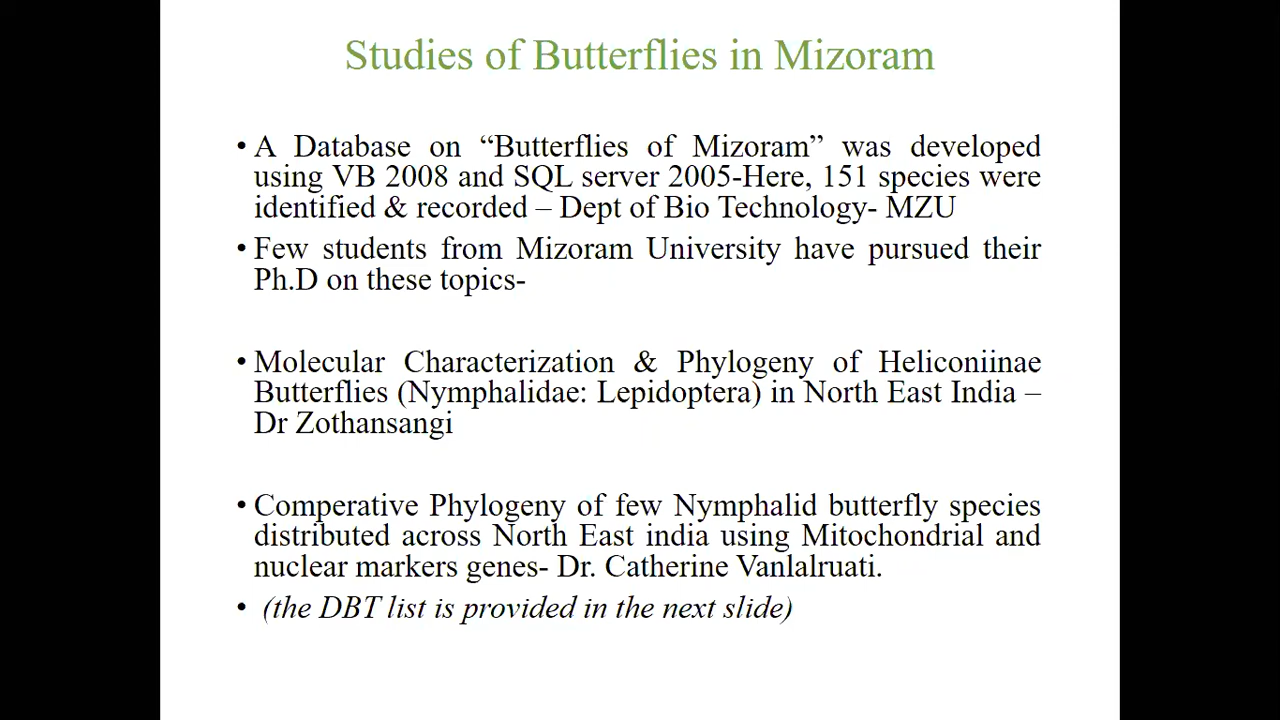 Studies of Butterflies in Mizoram
• A Database on “Butterflies of Mizoram” was developed
using VB 2008 and SQL server 2005-Here, 151 species were
identified & recorded – Dept of Bio Technology- MZU
• Few students from Mizoram University have pursued their
Ph.D on these topics-
• Molecular Characterization & Phylogeny of Heliconiinae
Butterflies (Nymphalidae: Lepidoptera) in North East India –
Dr Zothansangi
• Comperative Phylogeny of few Nymphalid butterfly species
distributed across North East india using Mitochondrial and
nuclear markers genes- Dr. Catherine Vanlalruati.
• (the DBT list is provided in the next slide)